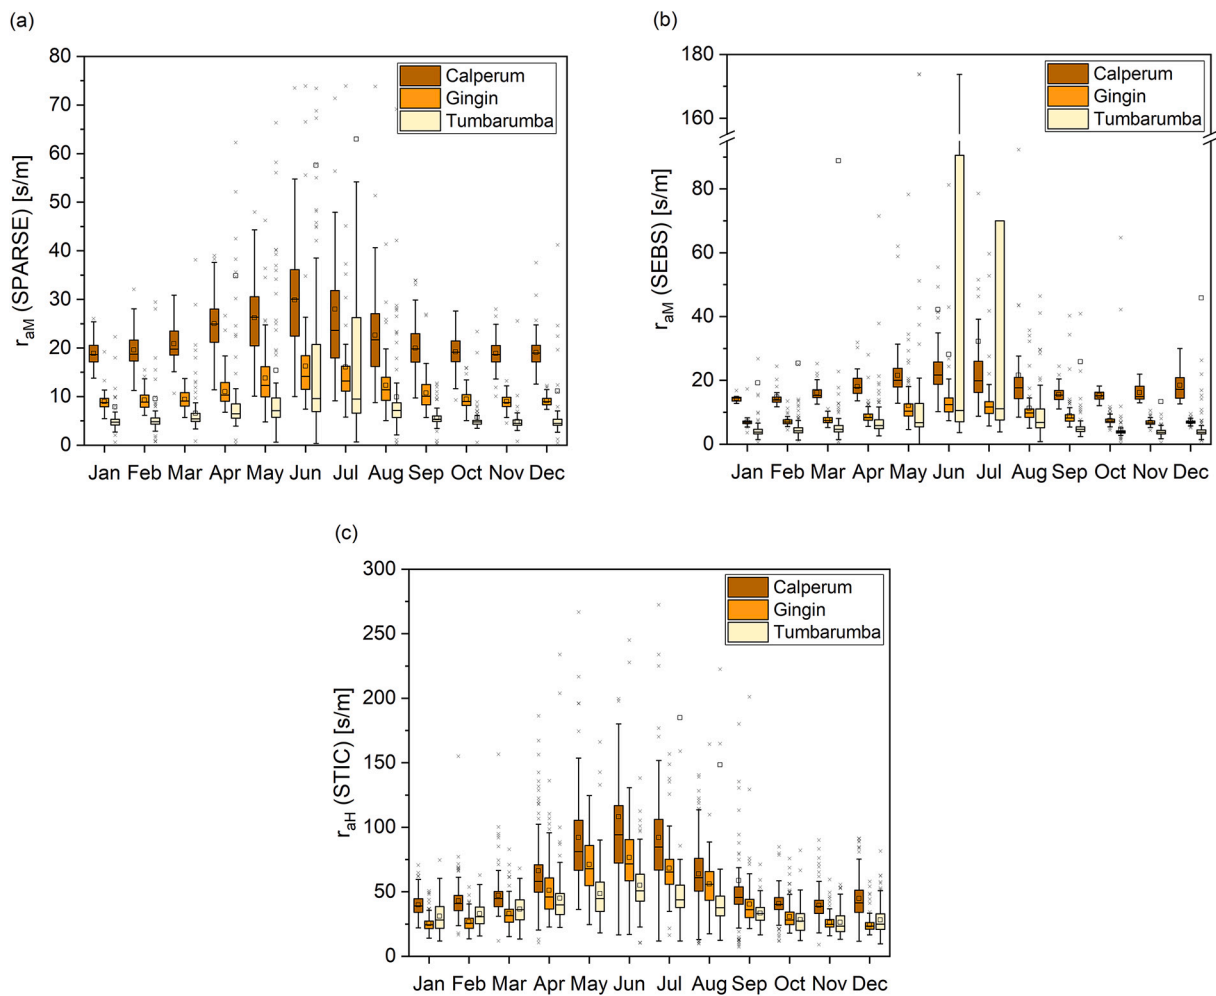 (a)
80
70
60
50
40
30
20
10
0
r_aM (SPARSE) [s/m]
Calperum
Gingin
Tumbarumba
Jan Feb Mar Apr May Jun Jul Aug Sep Oct Nov Dec
(b)
180
160
80
60
40
20
0
r_aM (SEBS) [s/m]
Calperum
Gingin
Tumbarumba
Jan Feb Mar Apr May Jun Jul Aug Sep Oct Nov Dec
(c)
300
250
200
150
100
50
0
r_aH (STIC) [s/m]
Calperum
Gingin
Tumbarumba
Jan Feb Mar Apr May Jun Jul Aug Sep Oct Nov Dec